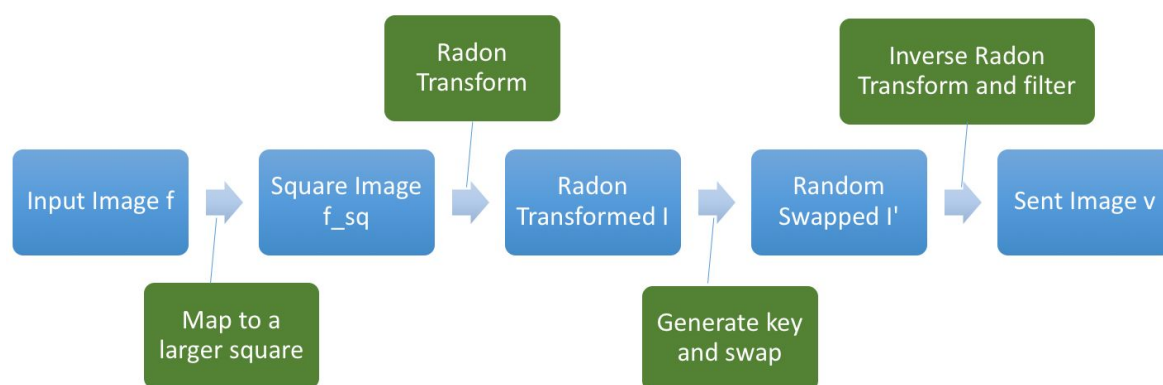 Radon
Transform
Inverse Radon
Transform and filter
Input Image f
Square Image
f_sq
Radon
Transformed I
Random
Swapped I'
Sent Image v
Map to a
larger square
Generate key
and swap